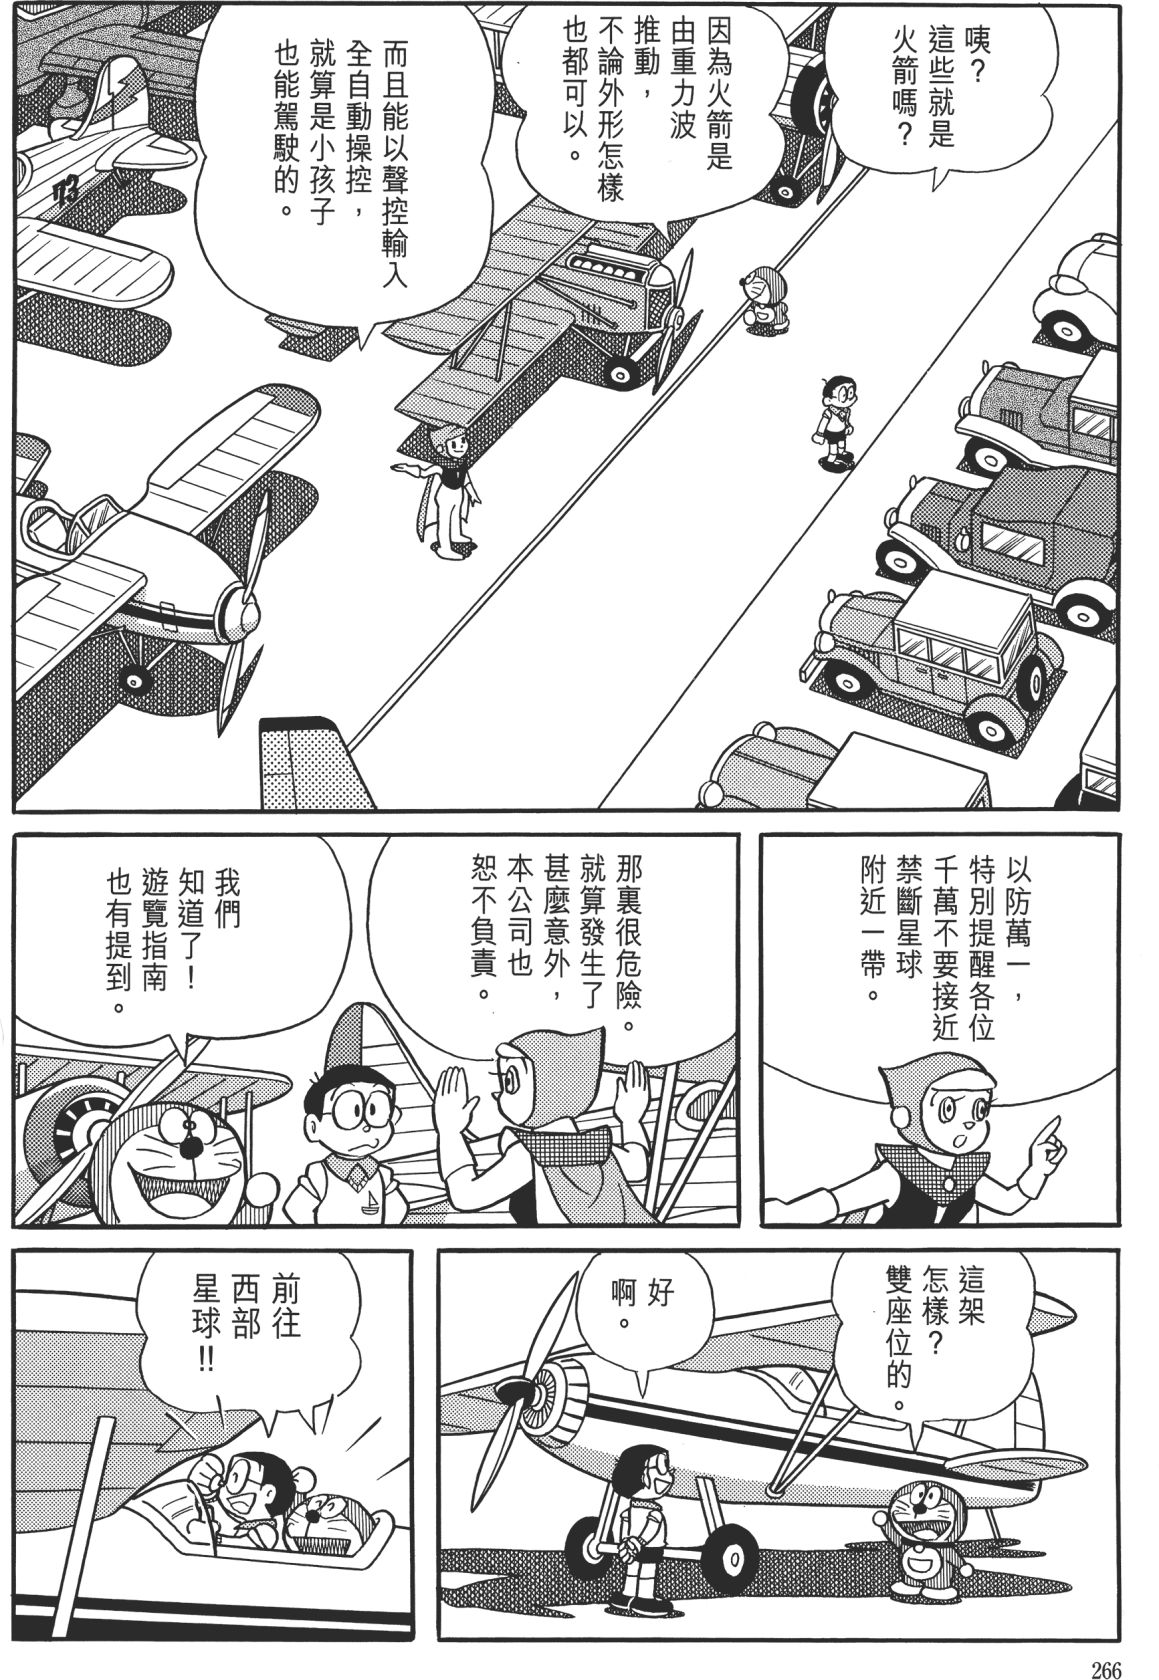 咦？
這些就是
火箭嗎？
因為火箭是
由重力波
推動，
不論外形怎樣
也都可以。
而且能以聲控輸入
全自動操控，
就算是小孩子
也能駕駛的。
73
以防萬一，
特別提醒各位
千萬不要接近
禁斷星球
附近一帶。
那裏很危險。
就算發生了
甚麼意外，
本公司也
恕不負責。
我們
知道了！
遊覽指南
也有提到。
這架
怎樣？
雙座位的。
好
啊。
前往
西部
星球!!
266